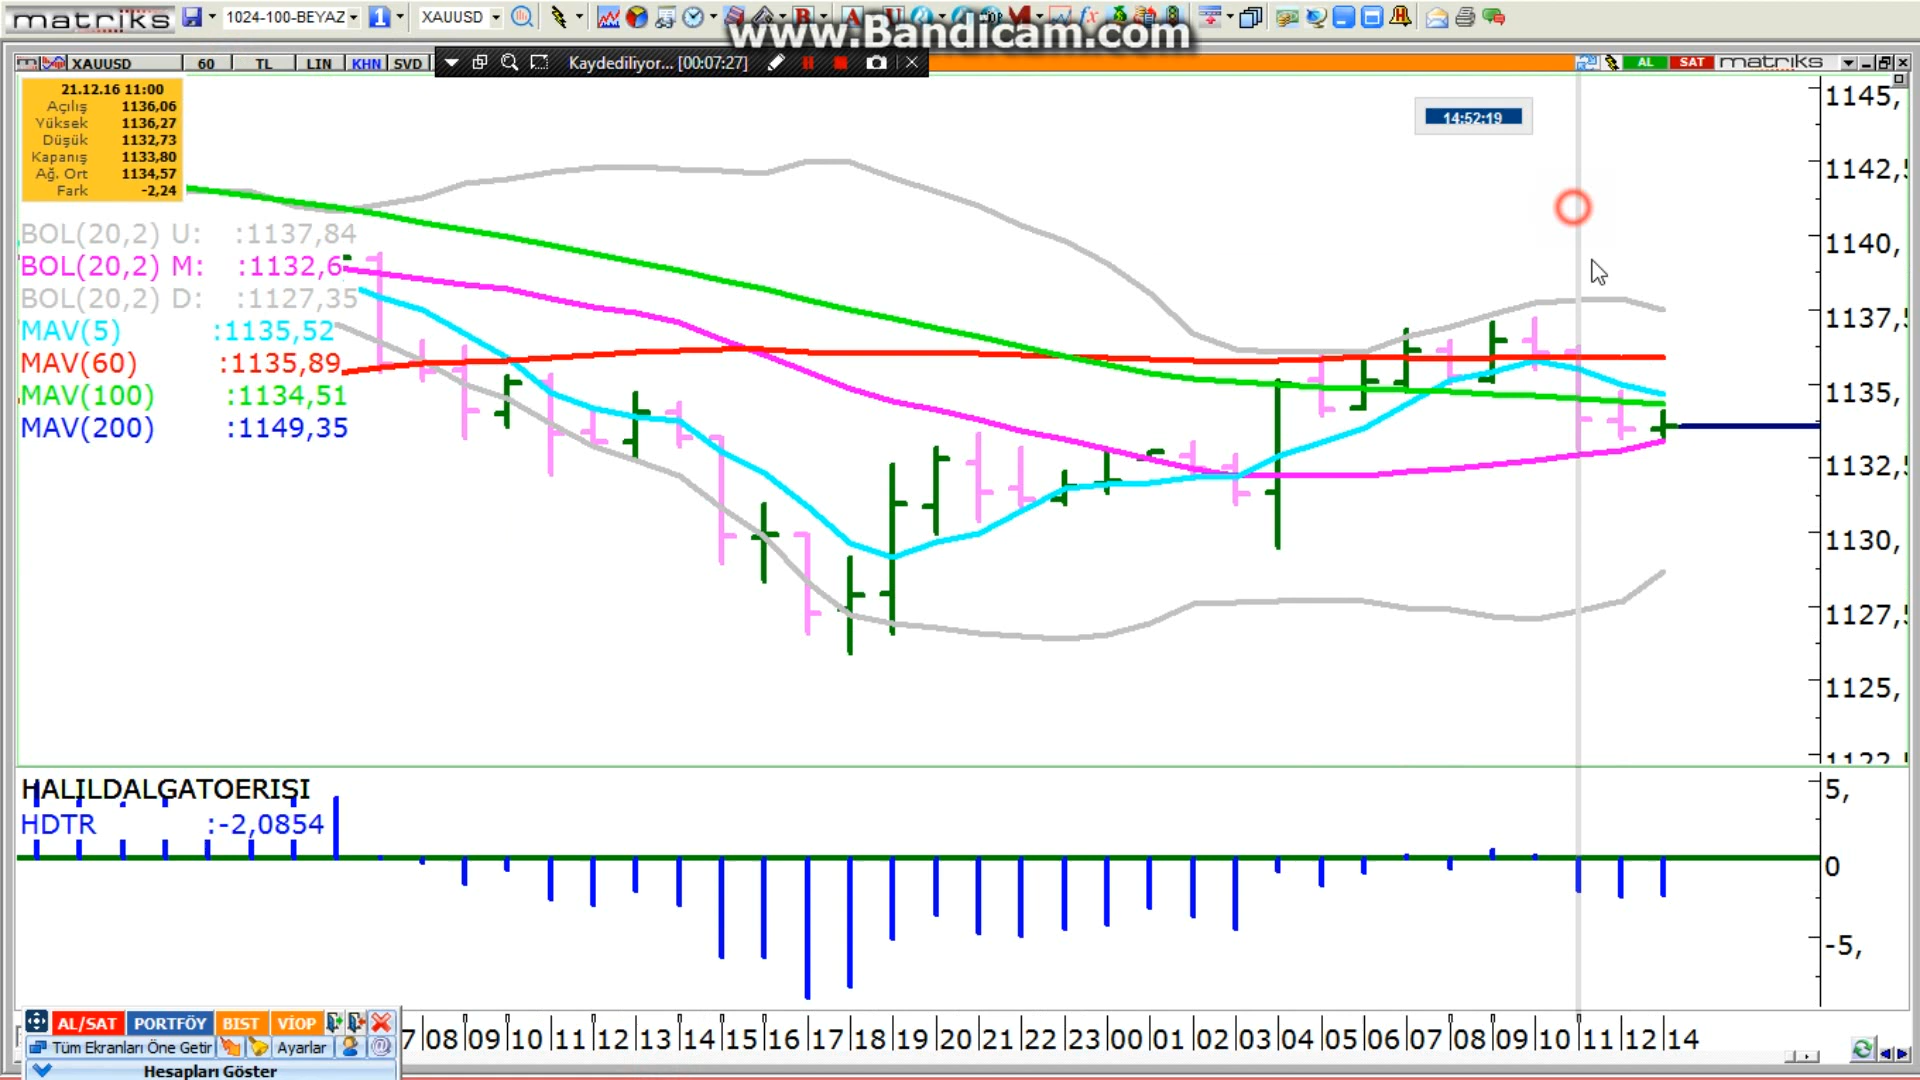 matriks 1024-100-BEYAZ 1 XAUUSD
www.Bandicam.com
XAUUSD 60 TL LIN KHN SVD Kaydediliyor... [00:07:27] AL SAT matriks
21.12.16 11:00
Açılış 1136,06
Yüksek 1136,27
Düşük 1132,73
Kapanış 1133,80
Ağ. Ort 1134,57
Fark -2,24
14:52:19
BOL(20,2) U: :1137,84
BOL(20,2) M: :1132,6
BOL(20,2) D: :1127,35
MAV(5) :1135,52
MAV(60) :1135,89
MAV(100) :1134,51
MAV(200) :1149,35
1145,
1142,5
1140,
1137,5
1135,
1132,5
1130,
1127,5
1125,
HALILDALGATOERISI
HDTR :-2,0854
5,
0
-5,
AL/SAT PORTFÖY BIST VİOP
Tüm Ekranları Öne Getir Ayarlar
Hesapları Göster
7 08 09 10 11 12 13 14 15 16 17 18 19 20 21 22 23 00 01 02 03 04 05 06 07 08 09 10 11 12 14